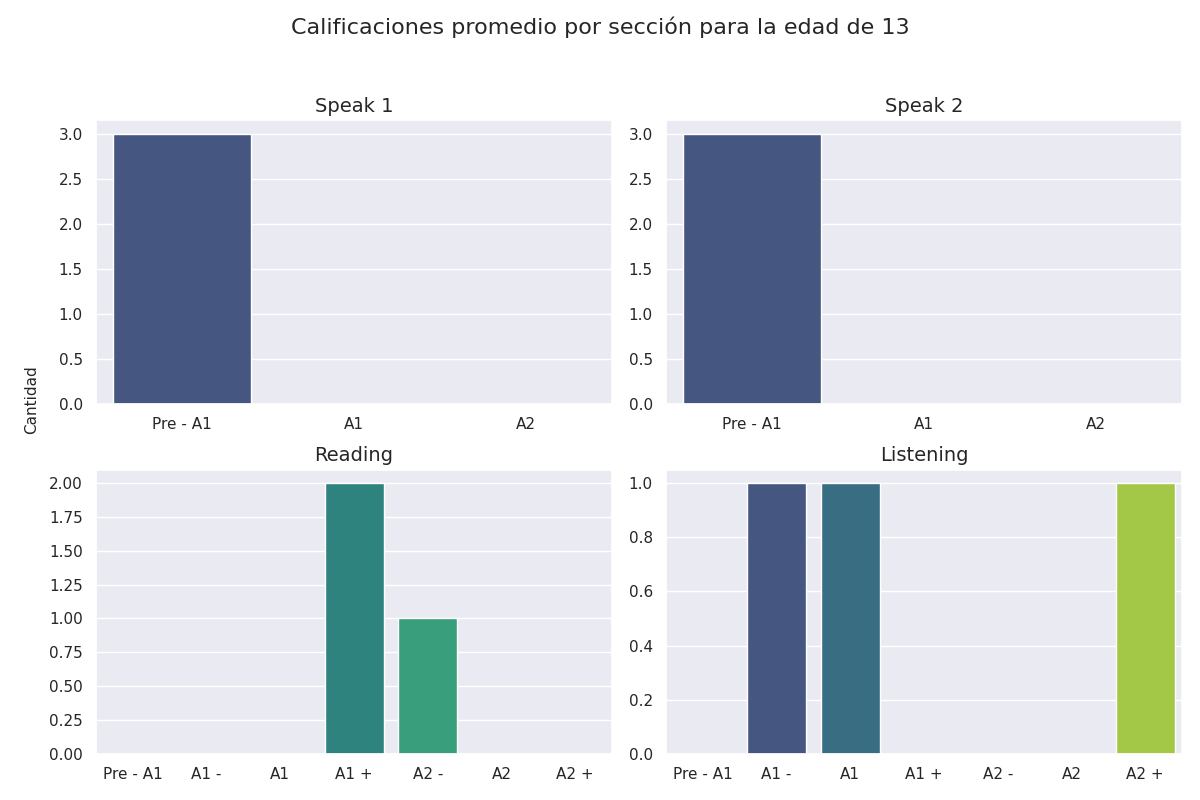 Calificaciones promedio por sección para la edad de 13
Speak 1
3.0
2.5
2.0
1.5
1.0
0.5
0.0
Pre - A1 A1 A2
Speak 2
3.0
2.5
2.0
1.5
1.0
0.5
0.0
Pre - A1 A1 A2
Cantidad
Reading
2.00
1.75
1.50
1.25
1.00
0.75
0.50
0.25
0.00
Pre - A1 A1 - A1 A1 + A2 - A2 A2 +
Listening
1.0
0.8
0.6
0.4
0.2
0.0
Pre - A1 A1 - A1 A1 + A2 - A2 A2 +